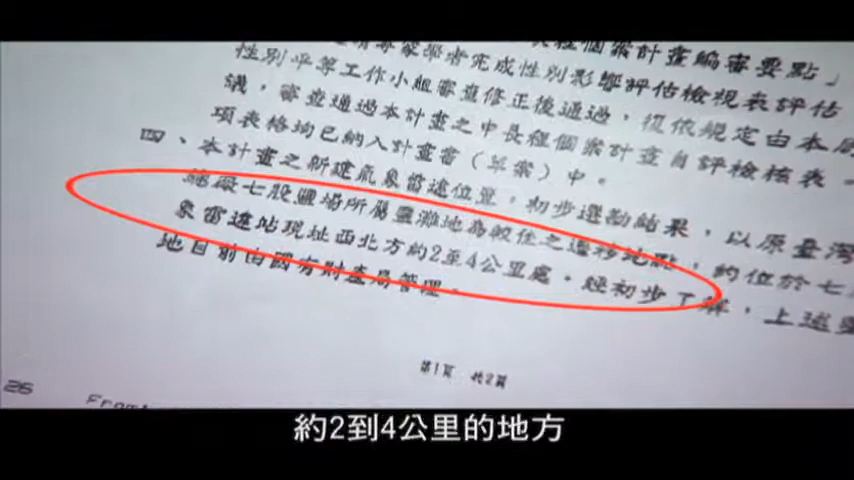 性別平等工作小組審查修正後通過，復依規定由本局
議，審查通過本計畫之中長程個案計畫自評檢核表
項表格均已納入計畫書（草案）中。
四、本計畫之新建氣象雷達位置，初步選勘結果，以原臺灣
總廠七股鹽場所屬鹽灘地為較佳之遷移地點，約位於七
象雷達站現址西北方約2至4公里處。經初步了解，上述鹽
地目前由國有財產局管理。
第1頁 共2頁
26
From
約2到4公里的地方